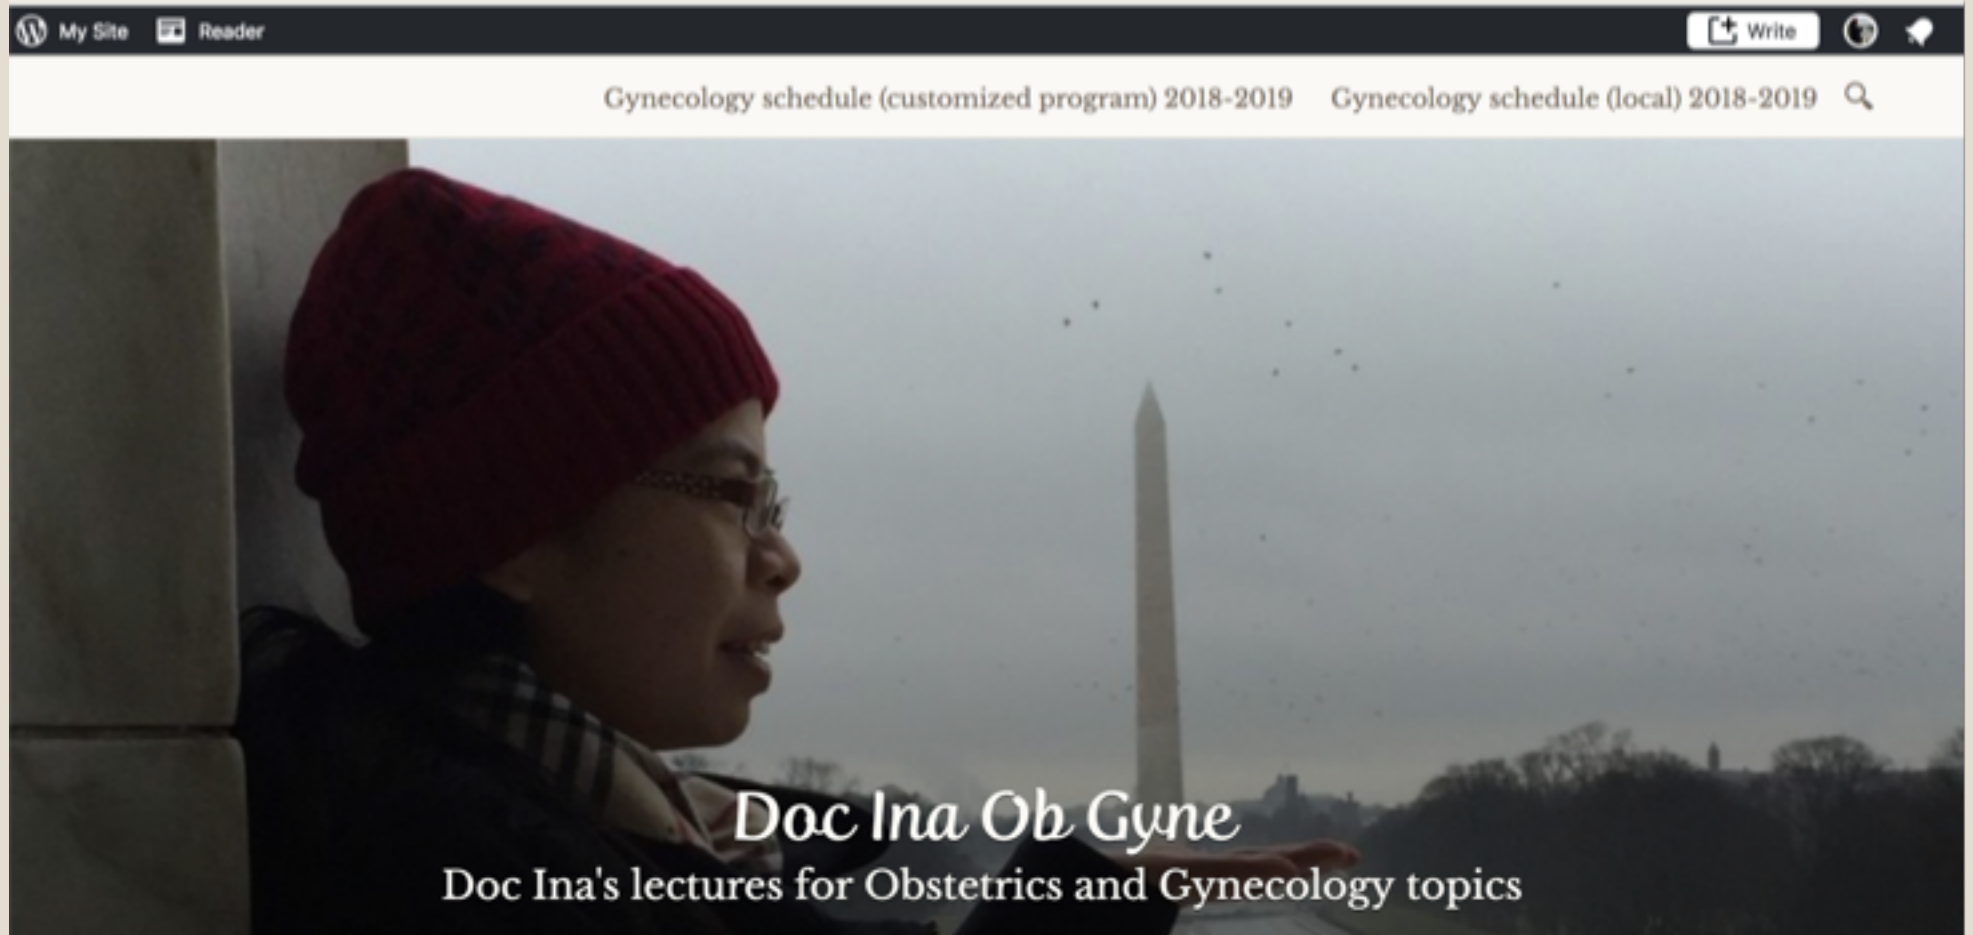 My Site Reader Write
Gynecology schedule (customized program) 2018-2019 Gynecology schedule (local) 2018-2019
Doc Ina Ob Gyne
Doc Ina's lectures for Obstetrics and Gynecology topics